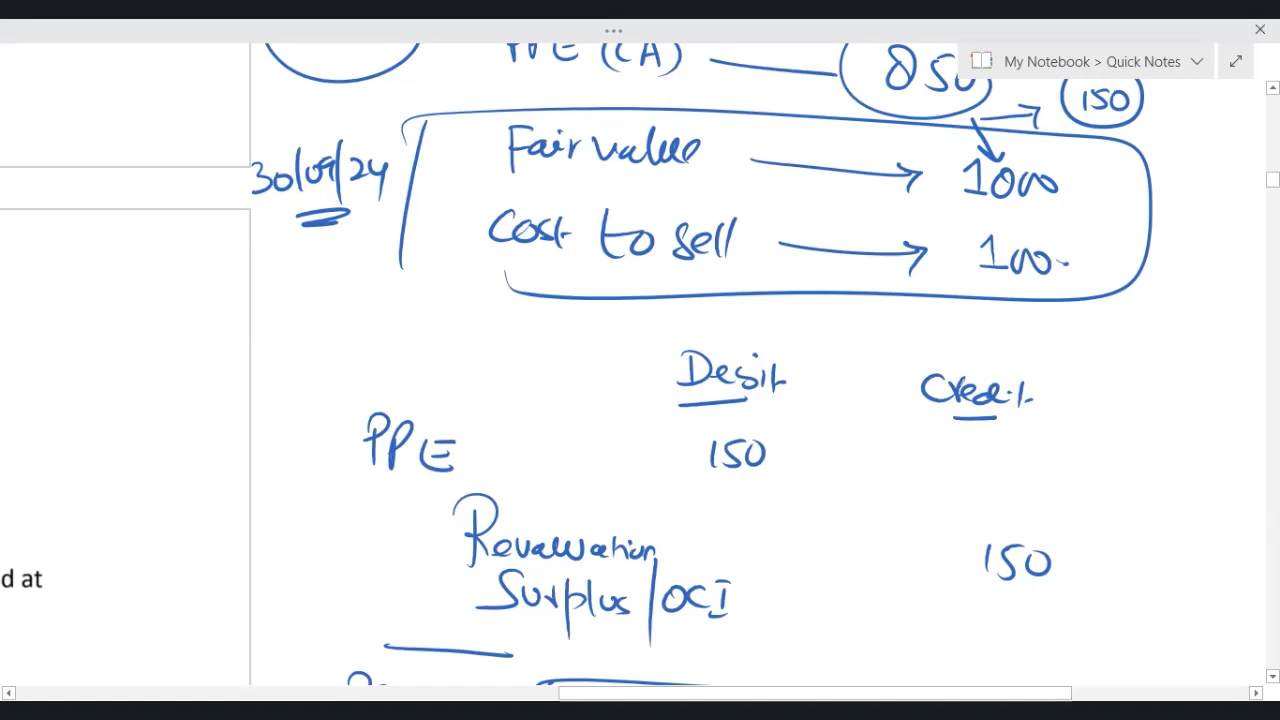 My Notebook > Quick Notes
PPE (CA) 850 150
30/09/24
Fair value 1000
Cost to sell 100
Debit Credit
PPE 150
Revaluation
Surplus/OCI 150
d at